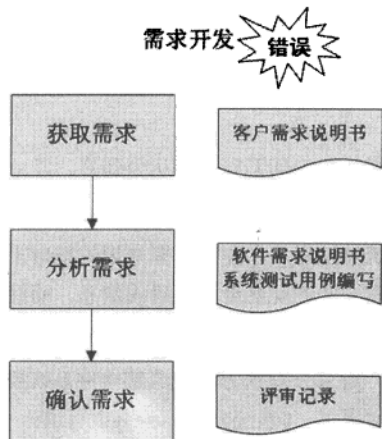 需求开发 错误
获取需求
客户需求说明书
分析需求
软件需求说明书
系统测试用例编写
确认需求
评审记录